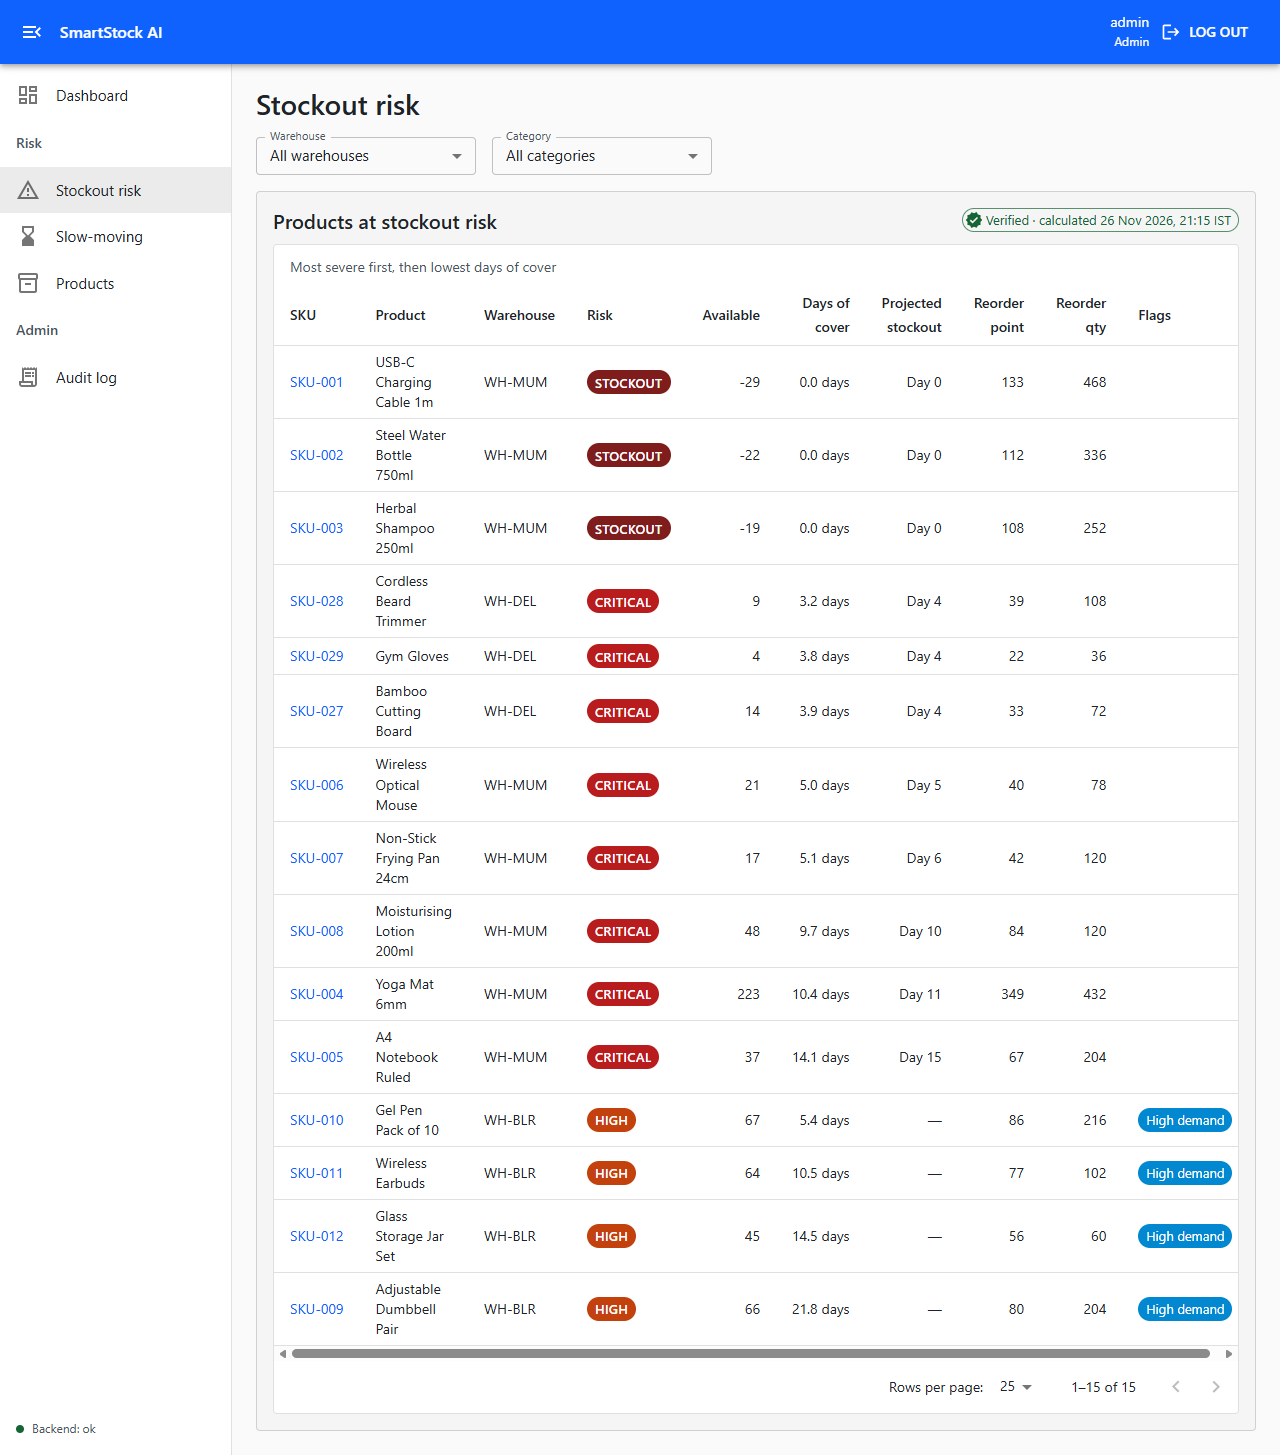 SmartStock AI
admin
Admin
LOG OUT
Dashboard
Risk
Stockout risk
Slow-moving
Products
Admin
Audit log
Backend: ok
Stockout risk
Warehouse
All warehouses
Category
All categories
Products at stockout risk
Verified · calculated 26 Nov 2026, 21:15 IST
Most severe first, then lowest days of cover
SKU Product Warehouse Risk Available Days of cover Projected stockout Reorder point Reorder qty Flags
SKU-001 USB-C Charging Cable 1m WH-MUM STOCKOUT -29 0.0 days Day 0 133 468
SKU-002 Steel Water Bottle 750ml WH-MUM STOCKOUT -22 0.0 days Day 0 112 336
SKU-003 Herbal Shampoo 250ml WH-MUM STOCKOUT -19 0.0 days Day 0 108 252
SKU-028 Cordless Beard Trimmer WH-DEL CRITICAL 9 3.2 days Day 4 39 108
SKU-029 Gym Gloves WH-DEL CRITICAL 4 3.8 days Day 4 22 36
SKU-027 Bamboo Cutting Board WH-DEL CRITICAL 14 3.9 days Day 4 33 72
SKU-006 Wireless Optical Mouse WH-MUM CRITICAL 21 5.0 days Day 5 40 78
SKU-007 Non-Stick Frying Pan 24cm WH-MUM CRITICAL 17 5.1 days Day 6 42 120
SKU-008 Moisturising Lotion 200ml WH-MUM CRITICAL 48 9.7 days Day 10 84 120
SKU-004 Yoga Mat 6mm WH-MUM CRITICAL 223 10.4 days Day 11 349 432
SKU-005 A4 Notebook Ruled WH-MUM CRITICAL 37 14.1 days Day 15 67 204
SKU-010 Gel Pen Pack of 10 WH-BLR HIGH 67 5.4 days — 86 216 High demand
SKU-011 Wireless Earbuds WH-BLR HIGH 64 10.5 days — 77 102 High demand
SKU-012 Glass Storage Jar Set WH-BLR HIGH 45 14.5 days — 56 60 High demand
SKU-009 Adjustable Dumbbell Pair WH-BLR HIGH 66 21.8 days — 80 204 High demand
Rows per page: 25 1–15 of 15